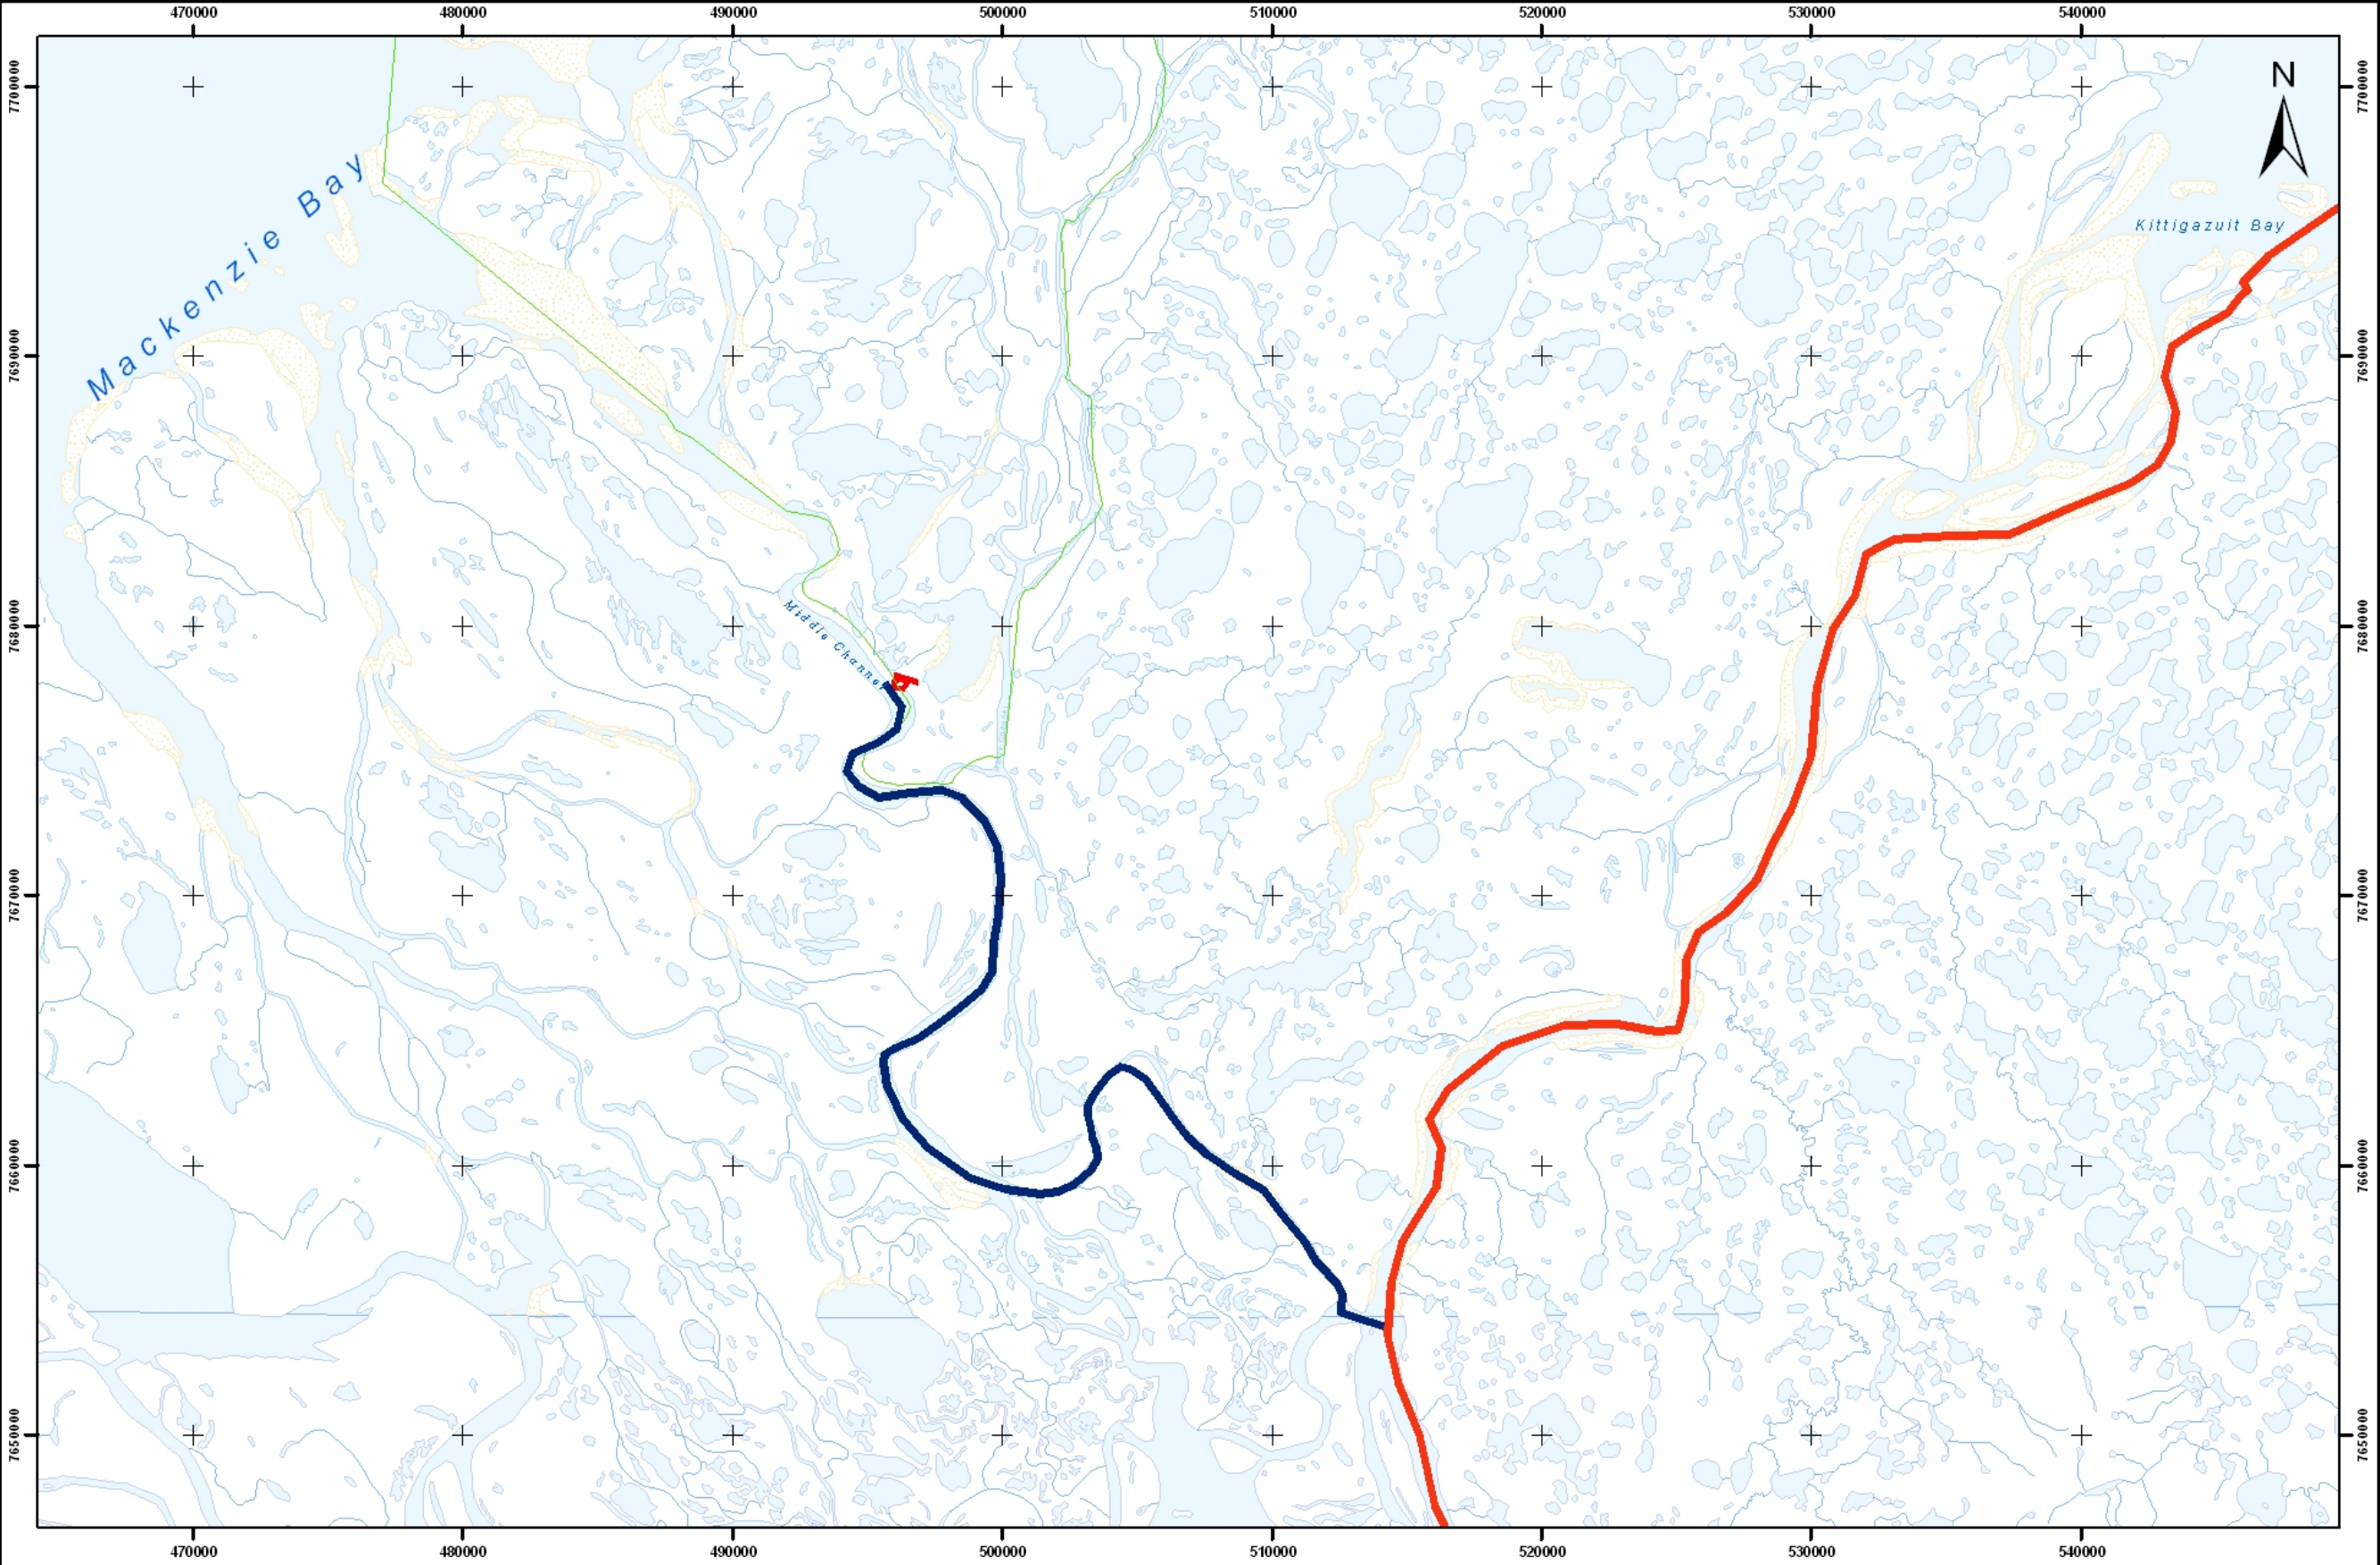 470000 480000 490000 500000 510000 520000 530000 540000
N
7700000 7700000
Mackenzie Bay
Kittigazuit Bay
7690000 7690000
7680000 7680000
Middle Channel
A
7670000 7670000
7660000 7660000
7650000 7650000
470000 480000 490000 500000 510000 520000 530000 540000